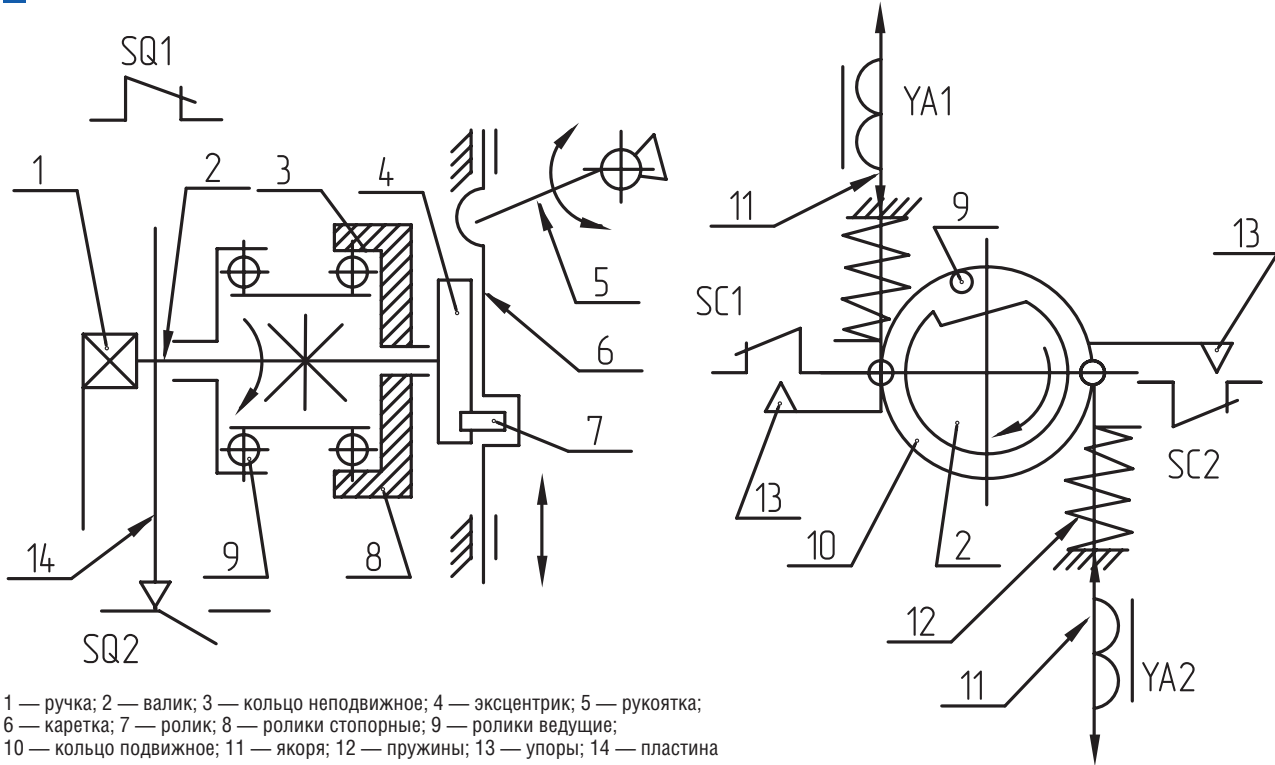 SQ1
YA1
1
2
3
4
11
9
13
5
SC1
6
7
SC2
13
14
9
8
10
2
12
SQ2
11
YA2
1 — ручка; 2 — валик; 3 — кольцо неподвижное; 4 — эксцентрик; 5 — рукоятка;
6 — каретка; 7 — ролик; 8 — ролики стопорные; 9 — ролики ведущие;
10 — кольцо подвижное; 11 — якоря; 12 — пружины; 13 — упоры; 14 — пластина